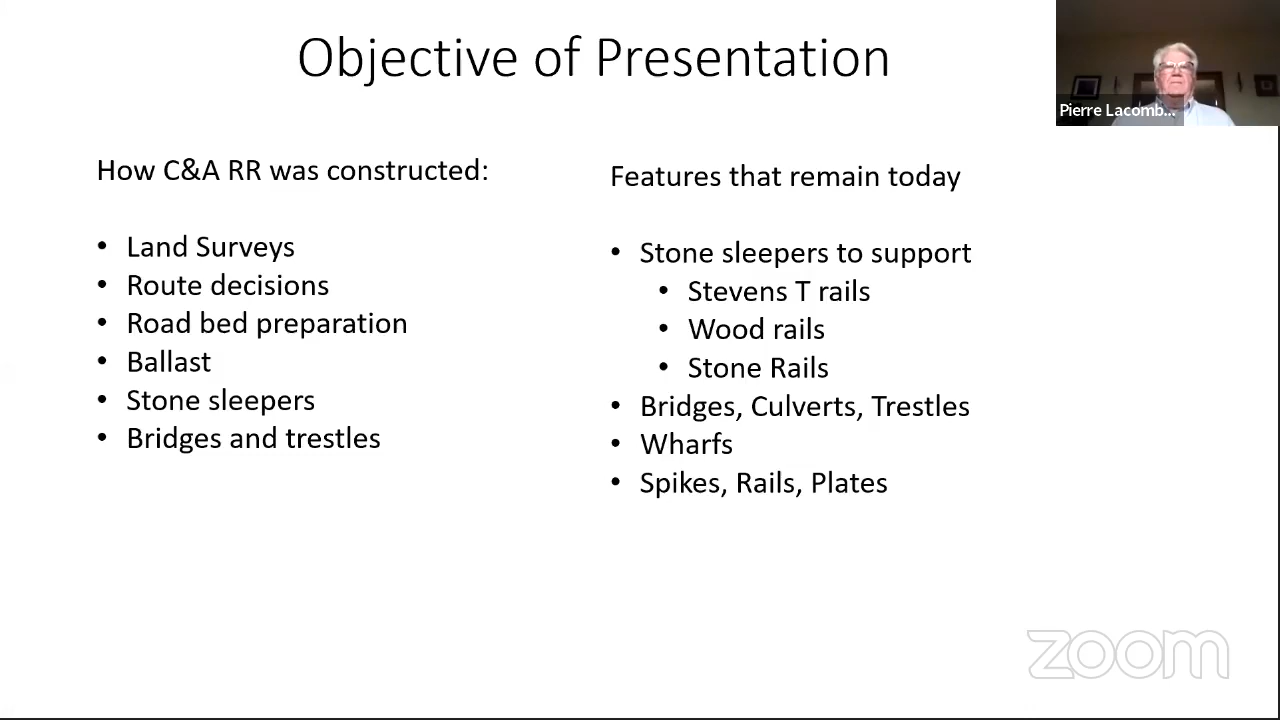 Objective of Presentation
Pierre Lacomb...
How C&A RR was constructed:
• Land Surveys
• Route decisions
• Road bed preparation
• Ballast
• Stone sleepers
• Bridges and trestles
Features that remain today
• Stone sleepers to support
• Stevens T rails
• Wood rails
• Stone Rails
• Bridges, Culverts, Trestles
• Wharfs
• Spikes, Rails, Plates
zoom